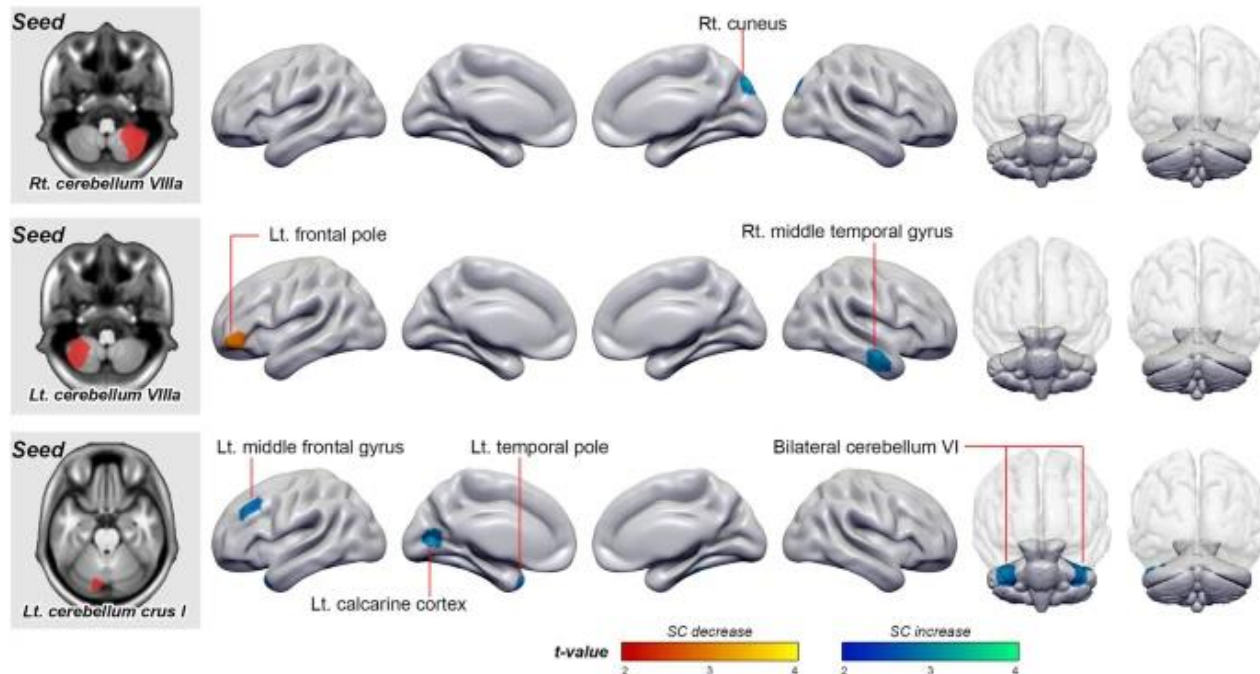 Seed
Rt. cuneus
Rt. cerebellum VIIIa
Seed
Lt. frontal pole
Rt. middle temporal gyrus
Lt. cerebellum VIIIa
Seed
Lt. middle frontal gyrus
Lt. temporal pole
Bilateral cerebellum VI
Lt. calcarine cortex
Lt. cerebellum crus I
SC decrease
SC increase
t-value
2 3 4
2 3 4